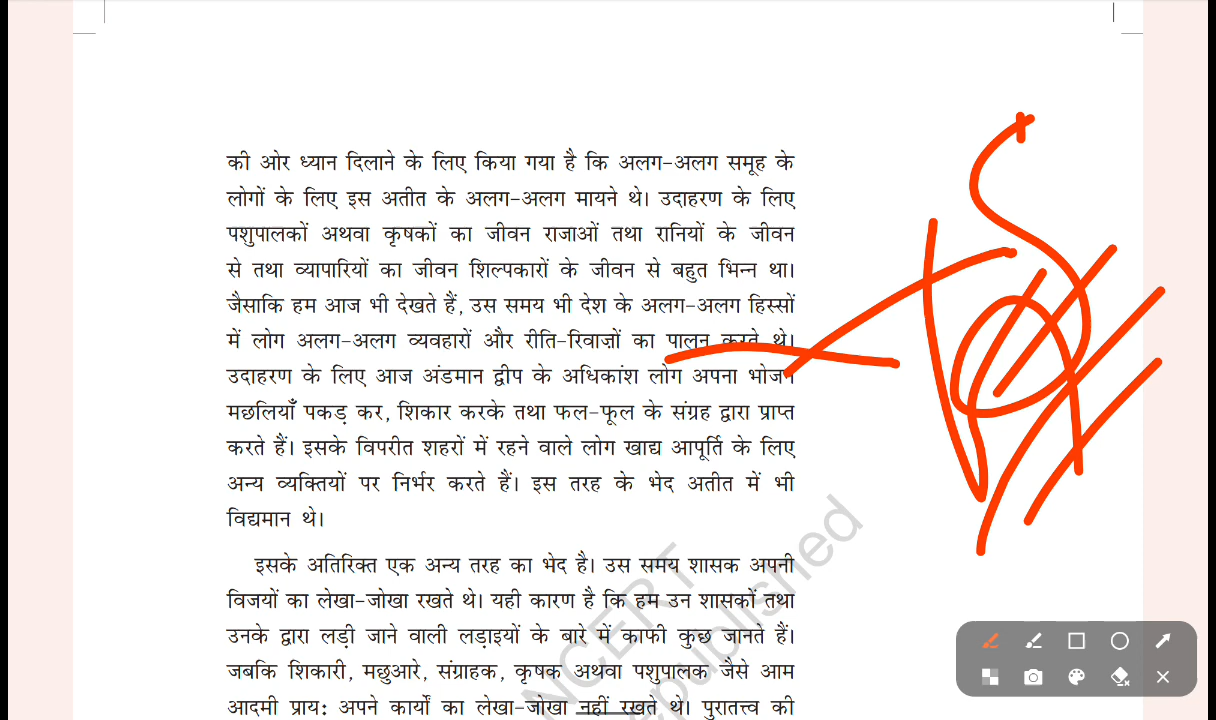 की ओर ध्यान दिलाने के लिए किया गया है कि अलग-अलग समूह के
लोगों के लिए इस अतीत के अलग-अलग मायने थे। उदाहरण के लिए
पशुपालकों अथवा कृषकों का जीवन राजाओं तथा रानियों के जीवन
से तथा व्यापारियों का जीवन शिल्पकारों के जीवन से बहुत भिन्न था।
जैसाकि हम आज भी देखते हैं, उस समय भी देश के अलग-अलग हिस्सों
में लोग अलग-अलग व्यवहारों और रीति-रिवाजों का पालन करते थे।
उदाहरण के लिए आज अंडमान द्वीप के अधिकांश लोग अपना भोजन
मछलियाँ पकड़ कर, शिकार करके तथा फल-फूल के संग्रह द्वारा प्राप्त
करते हैं। इसके विपरीत शहरों में रहने वाले लोग खाद्य आपूर्ति के लिए
अन्य व्यक्तियों पर निर्भर करते हैं। इस तरह के भेद अतीत में भी
विद्यमान थे।
इसके अतिरिक्त एक अन्य तरह का भेद है। उस समय शासक अपनी
विजयों का लेखा-जोखा रखते थे। यही कारण है कि हम उन शासकों तथा
उनके द्वारा लड़ी जाने वाली लड़ाइयों के बारे में काफी कुछ जानते हैं।
जबकि शिकारी, मछुआरे, संग्राहक, कृषक अथवा पशुपालक जैसे आम
आदमी प्राय: अपने कार्यों का लेखा-जोखा नहीं रखते थे। पुरातत्त्व की
NCERT
republished